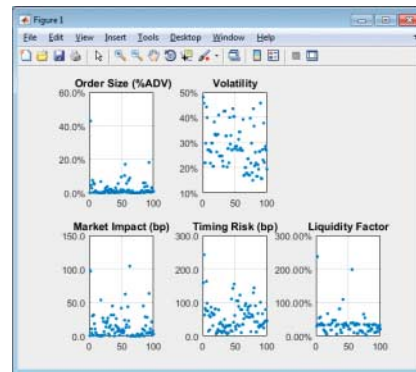 Figure 1
File Edit View Insert Tools Desktop Window Help
Order Size (%ADV)
60.0%
40.0%
20.0%
0.0%
0 50 100
Volatility
50%
40%
30%
20%
10%
0 50 100
Market Impact (bp)
150.0
100.0
50.0
0.0
0 50 100
Timing Risk (bp)
300.0
200.0
100.0
0.0
0 50 100
Liquidity Factor
300.00%
200.00%
100.00%
0.00%
0 50 100